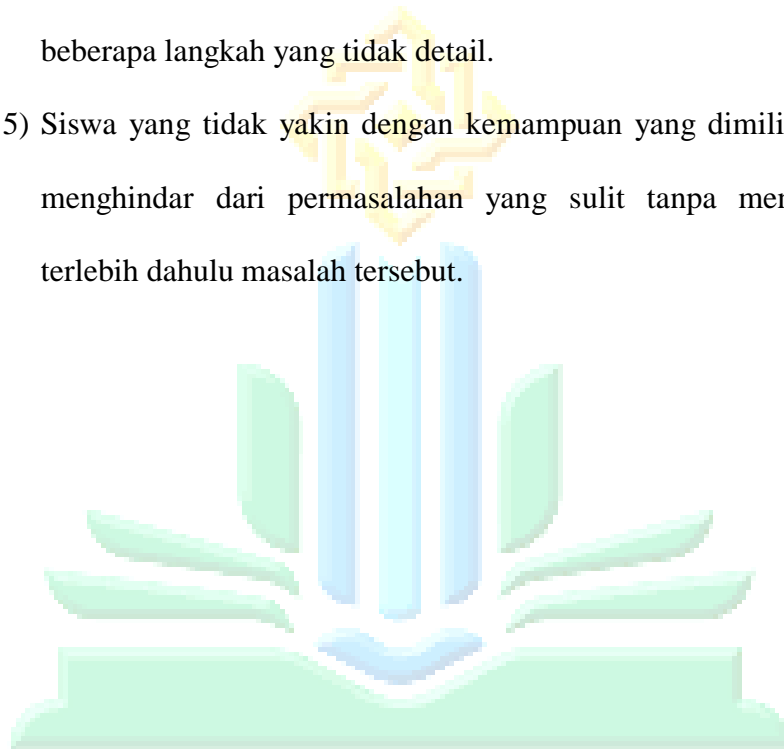 beberapa langkah yang tidak detail.
5) Siswa yang tidak yakin dengan kemampuan yang
menghindar dari permasalahan yang sulit tanpa
terlebih dahulu masalah tersebut.